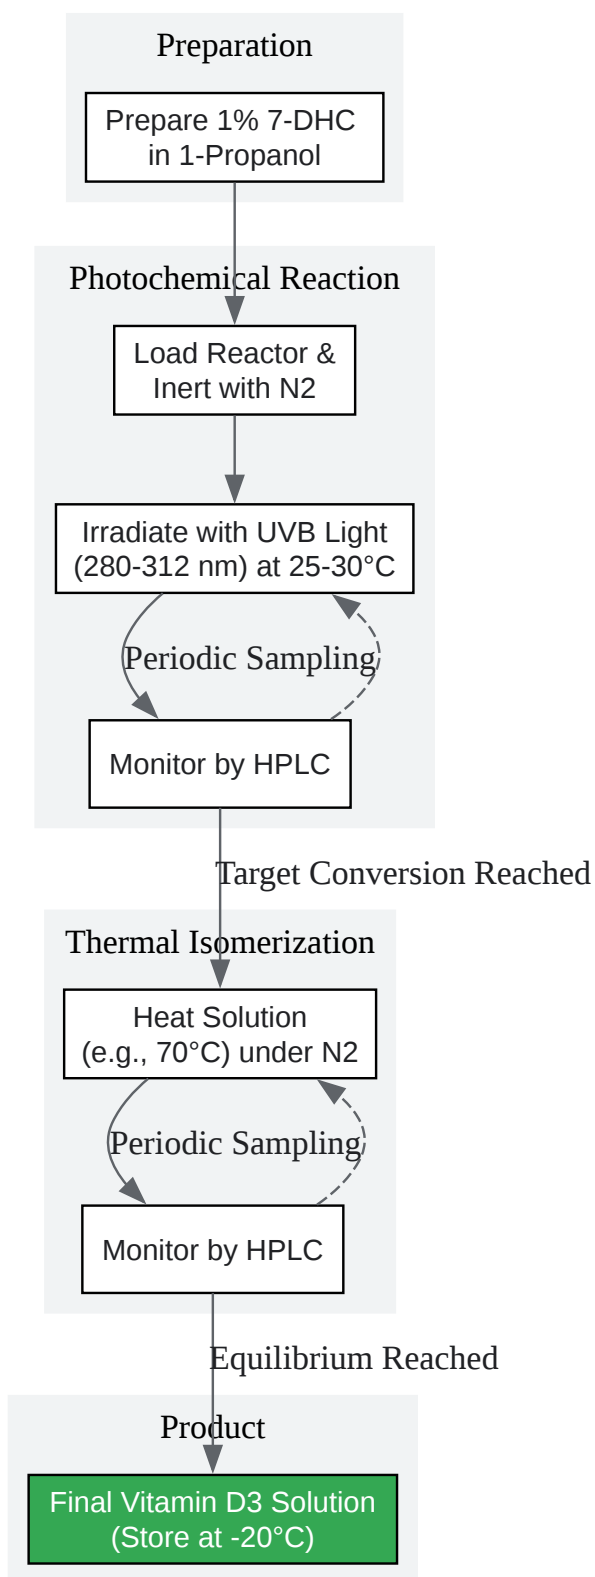 Preparation
Prepare 1% 7-DHC
in 1-Propanol
Photochemical Reaction
Load Reactor &
Inert with N2
Irradiate with UVB Light
(280-312 nm) at 25-30°C
Periodic Sampling
Monitor by HPLC
Target Conversion Reached
Thermal Isomerization
Heat Solution
(e.g., 70°C) under N2
Periodic Sampling
Monitor by HPLC
Equilibrium Reached
Product
Final Vitamin D3 Solution
(Store at -20°C)